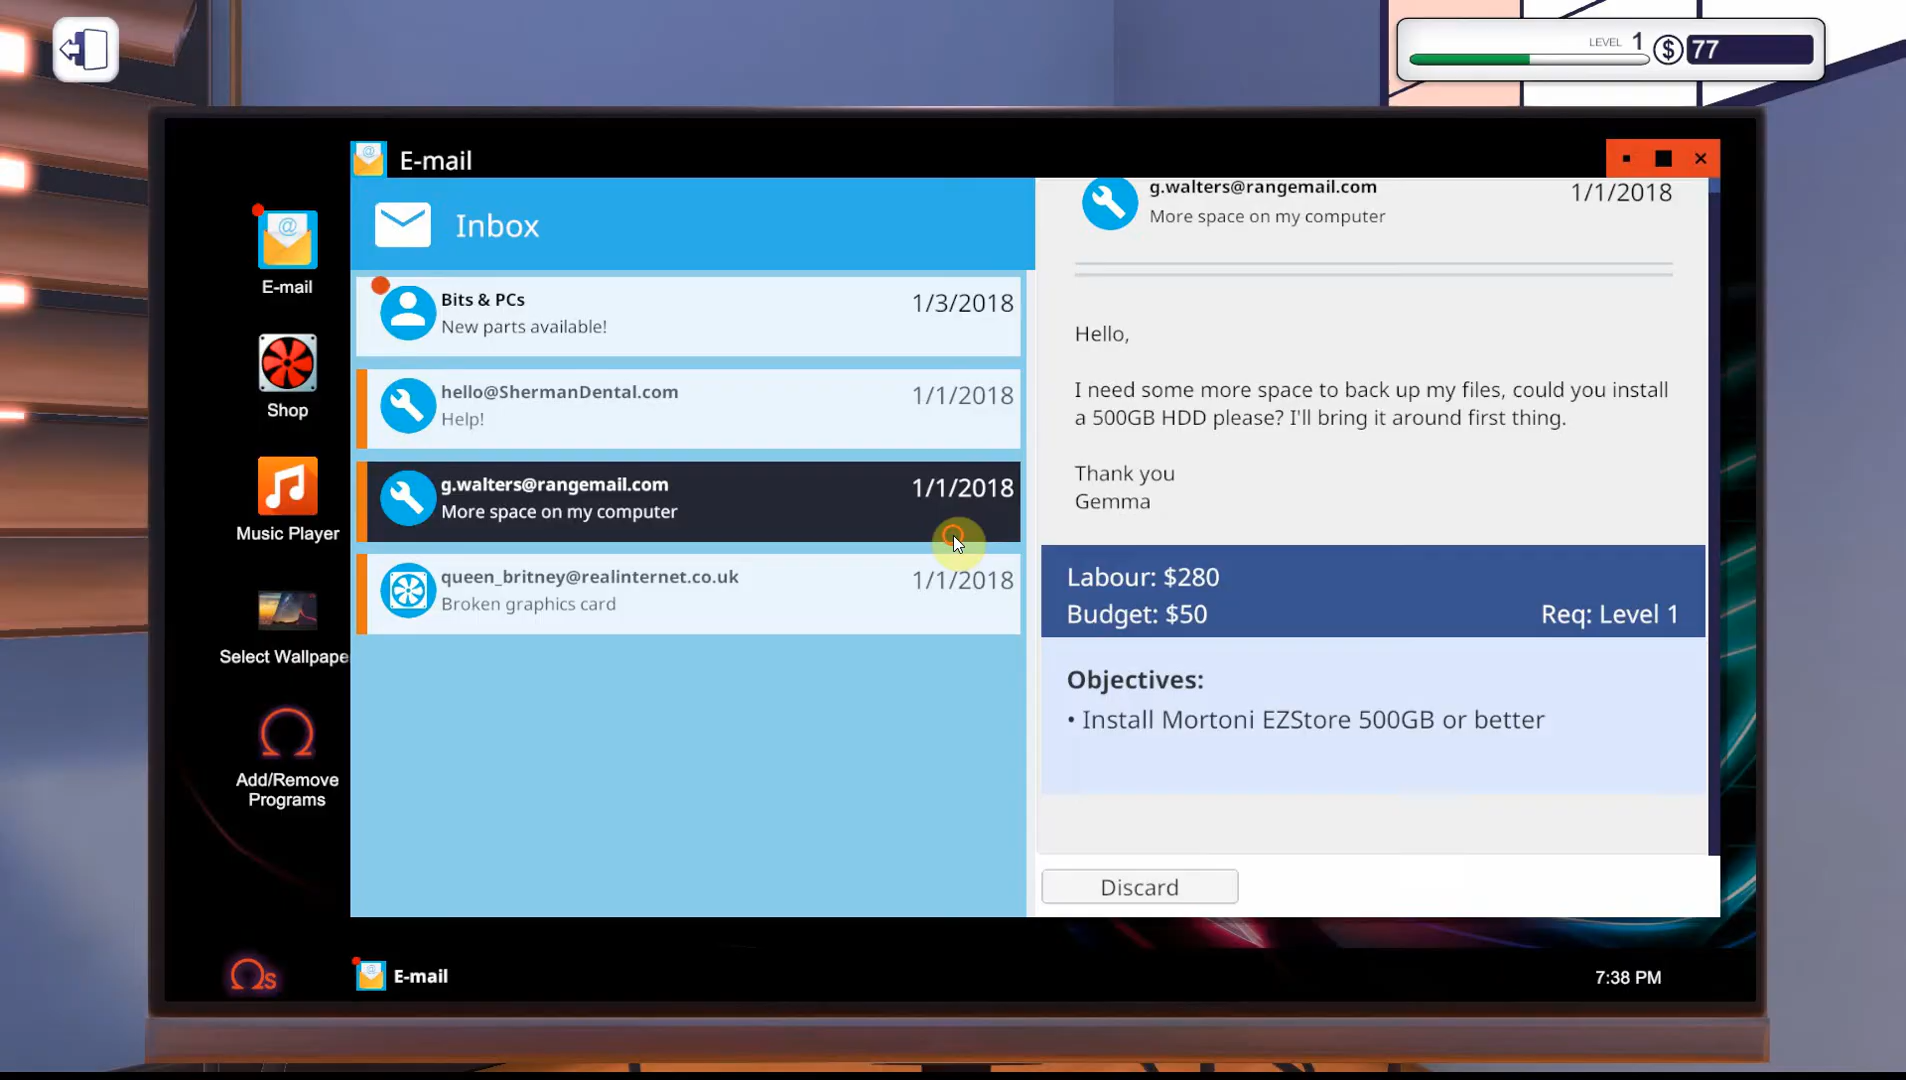 LEVEL 1
$ 77
E-mail
E-mail
Shop
Music Player
Select Wallpape
Add/Remove
Programs
Inbox
Bits & PCs
1/3/2018
New parts available!
hello@ShermanDental.com
1/1/2018
Help!
g.walters@rangemail.com
1/1/2018
More space on my computer
queen_britney@realinternet.co.uk
1/1/2018
Broken graphics card
g.walters@rangemail.com
1/1/2018
More space on my computer
Hello,
I need some more space to back up my files, could you install
a 500GB HDD please? I'll bring it around first thing.
Thank you
Gemma
Labour: $280
Budget: $50
Req: Level 1
Objectives:
• Install Mortoni EZStore 500GB or better
Discard
Ωs
E-mail
7:38 PM